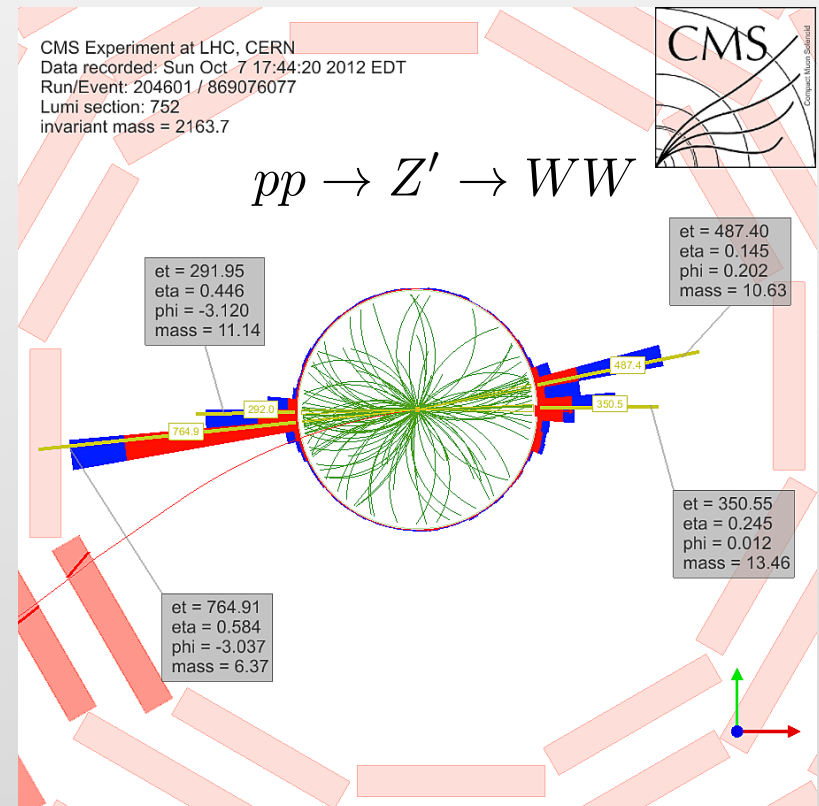 CMS Experiment at LHC, CERN
Data recorded: Sun Oct 7 17:44:20 2012 EDT
Run/Event: 204601 / 869076077
Lumi section: 752
invariant mass = 2163.7
CMS
Compact Muon Solenoid
pp → Z′ → WW
et = 487.40
eta = 0.145
phi = 0.202
mass = 10.63
et = 291.95
eta = 0.446
phi = -3.120
mass = 11.14
487.4
292.0
350.5
764.9
et = 350.55
eta = 0.245
phi = 0.012
mass = 13.46
et = 764.91
eta = 0.584
phi = -3.037
mass = 6.37